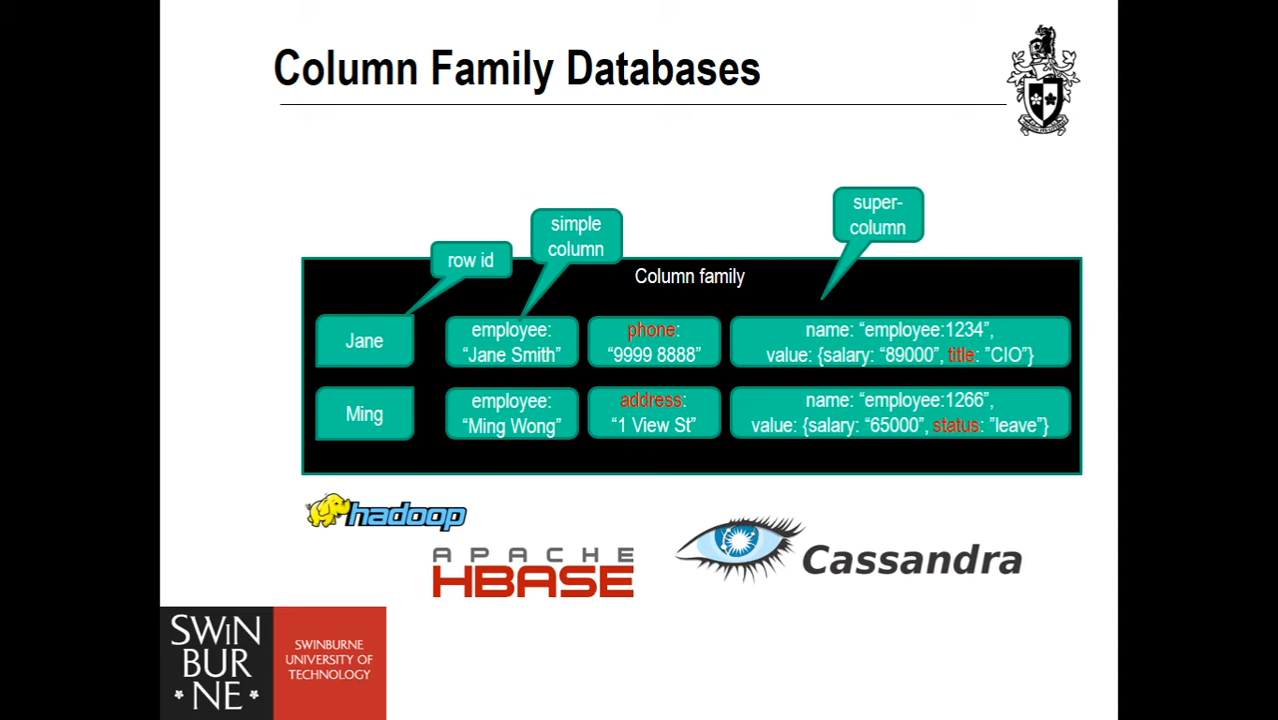 Column Family Databases
super-
column
simple
column
row id
Column family
Jane
employee:
“Jane Smith”
phone:
“9999 8888”
name: “employee:1234”,
value: {salary: “89000”, title: ”CIO”}
Ming
employee:
“Ming Wong”
address:
“1 View St”
name: “employee:1266”,
value: {salary: “65000”, status: ”leave”}
hadoop
APACHE
HBASE
Cassandra
SWiN
BUR
NE
SWINBURNE
UNIVERSITY OF
TECHNOLOGY